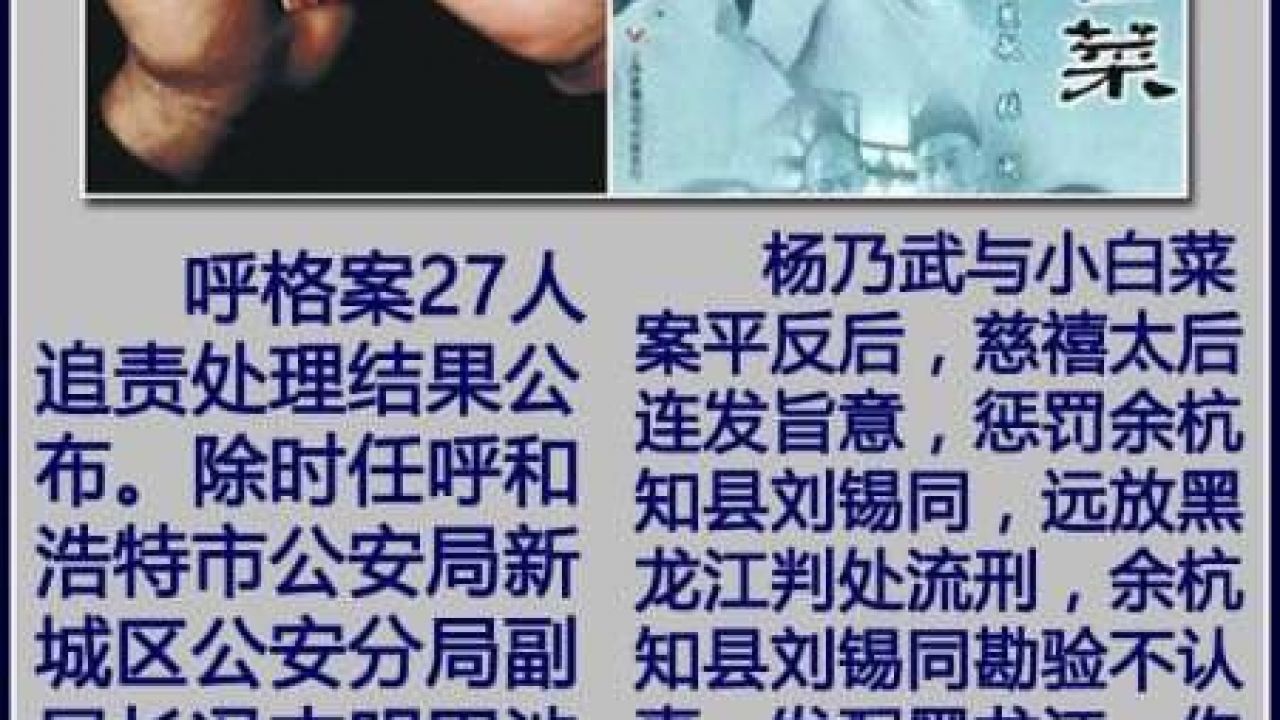 菜
呼格案27人
追责处理结果公
布。除时任呼和
浩特市公安局新
城区公安分局副
杨乃武与小白菜
案平反后，慈禧太后
连发旨意，惩罚余杭
知县刘锡同，远放黑
龙江判处流刑，余杭
知县刘锡同勘验不认